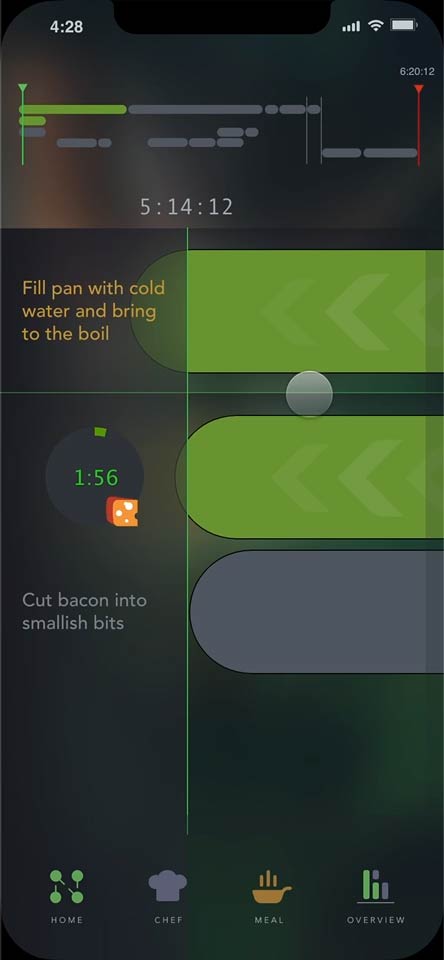 4:28
6:20:12
5:14:12
Fill pan with cold
water and bring
to the boil
1:56
Cut bacon into
smallish bits
HOME CHEF MEAL OVERVIEW